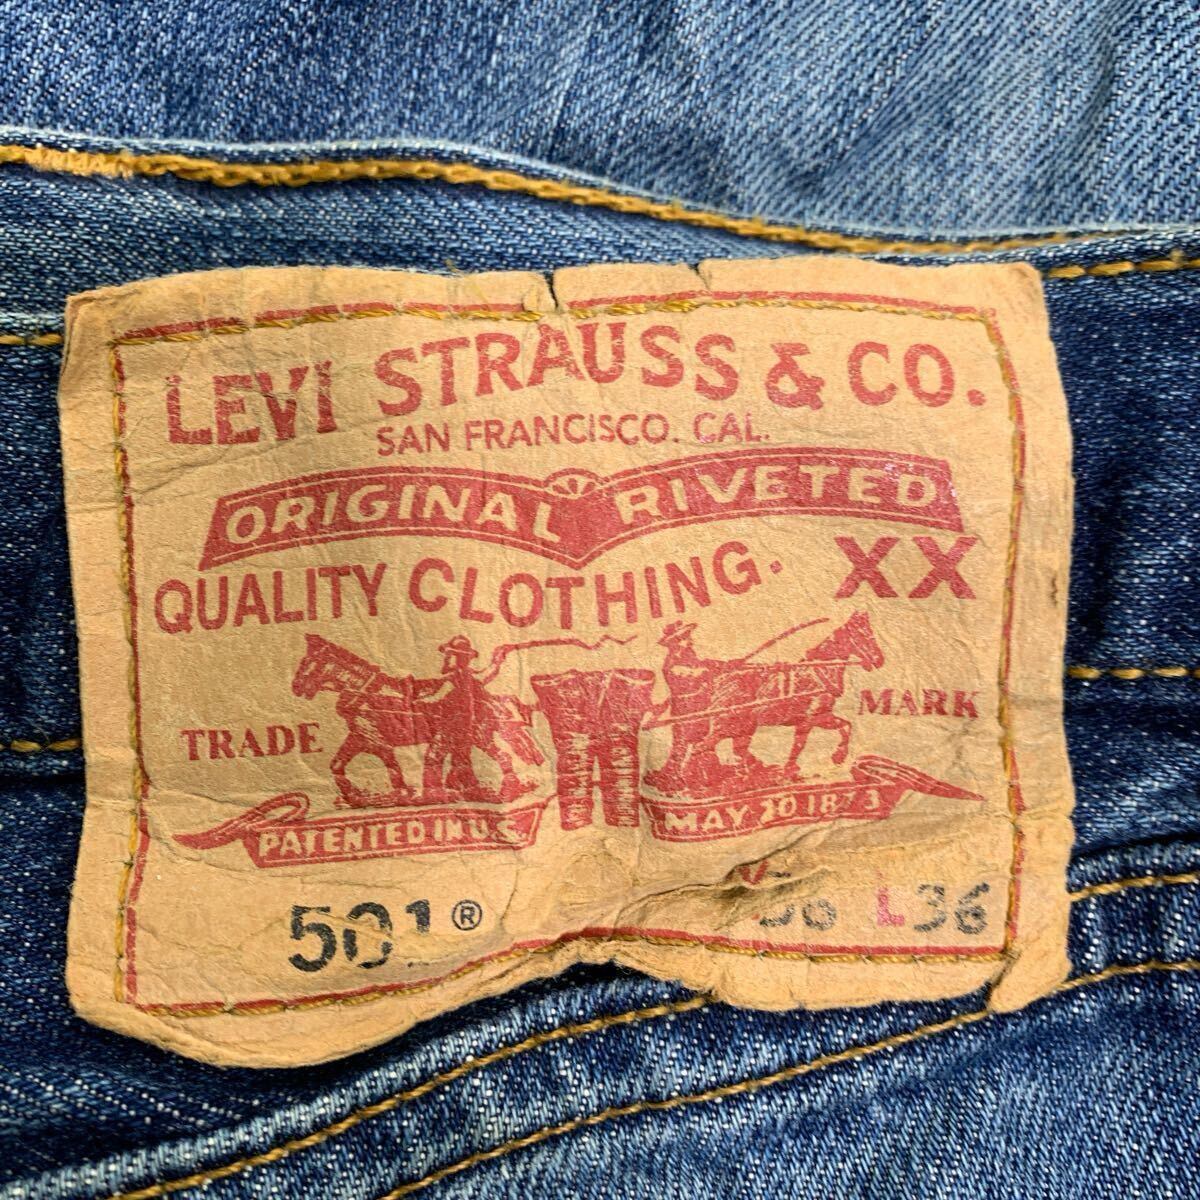 LEVI STRAUSS & CO.
SAN FRANCISCO. CAL.
ORIGINAL RIVETED
QUALITY CLOTHING. XX
TRADE MARK
PATENTED IN U.S. MAY 20 1873
501® L36